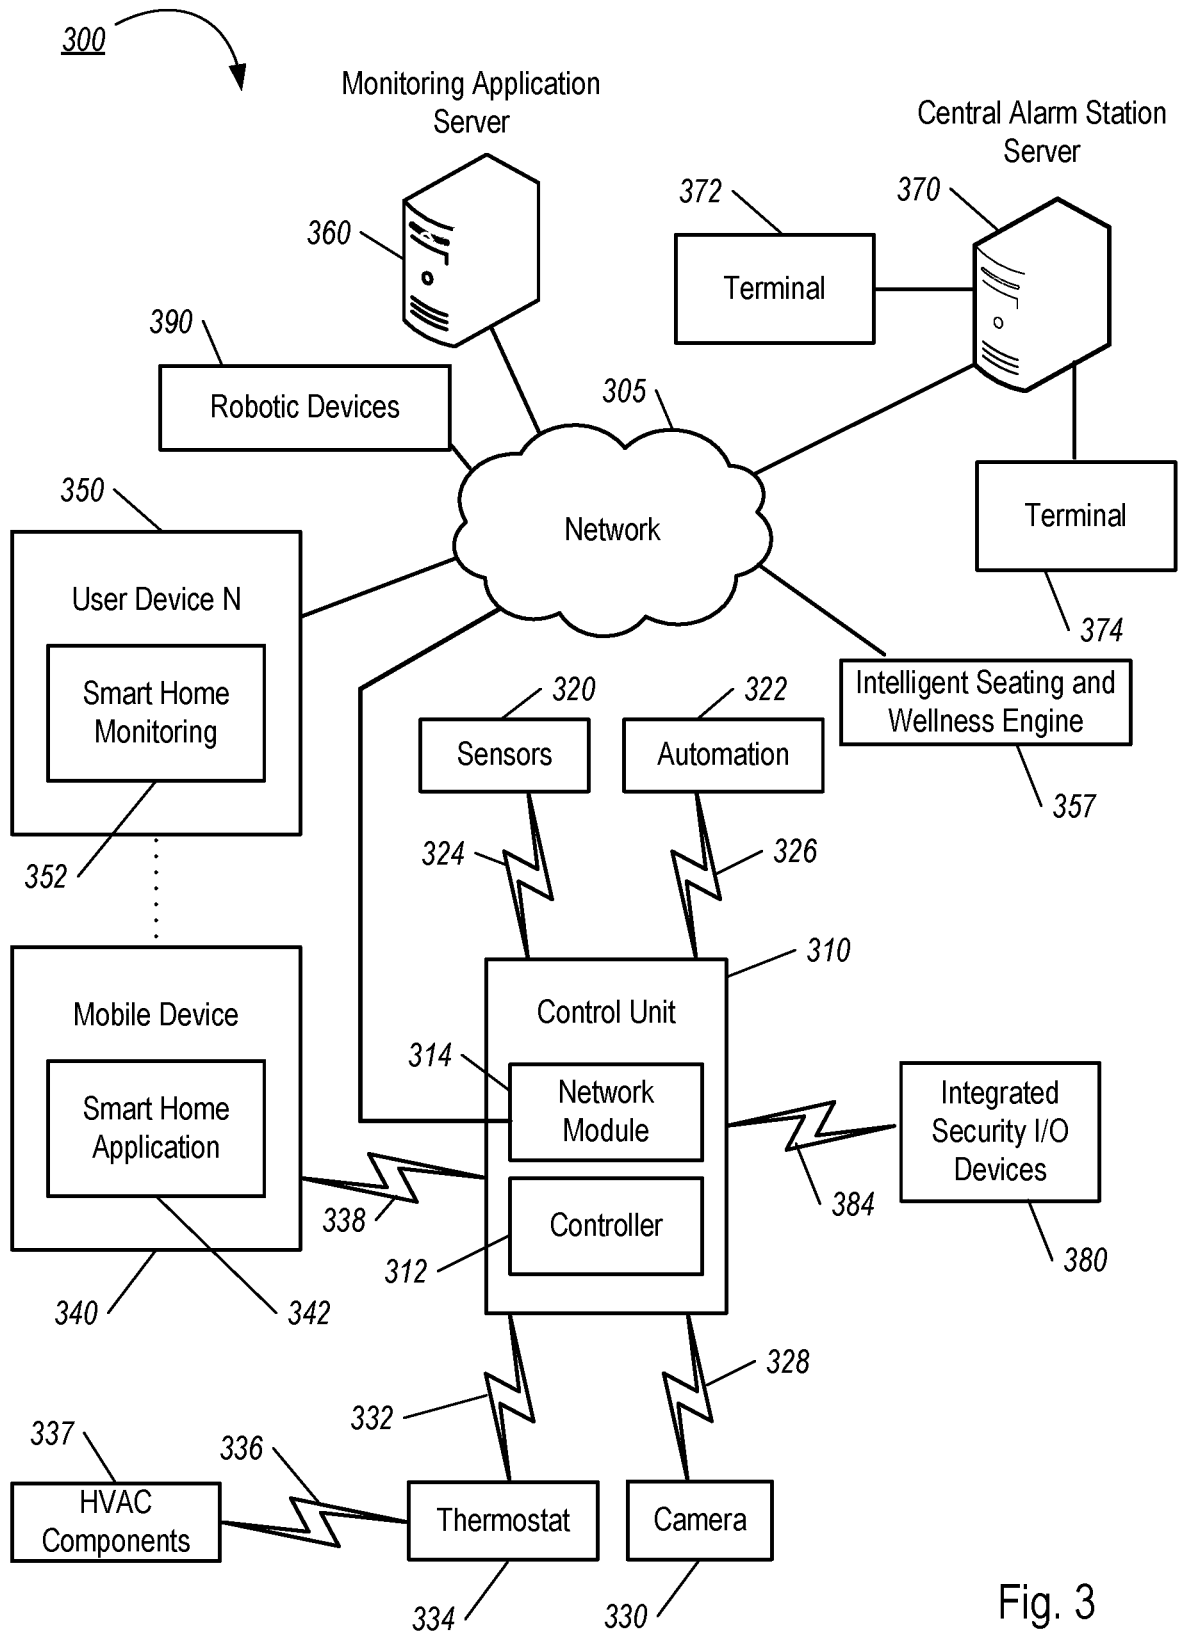 300
Monitoring Application
Server
Central Alarm Station
Server
360
372
370
Terminal
390
Robotic Devices
305
Network
Terminal
374
350
User Device N
Smart Home
Monitoring
352
Intelligent Seating and
Wellness Engine
357
320
322
Sensors
Automation
324
326
310
Control Unit
Mobile Device
Smart Home
Application
314
Network
Module
Integrated
Security I/O
Devices
338
384
Controller
312
380
340
342
332
328
337
336
HVAC
Components
Thermostat
Camera
334
330
Fig. 3